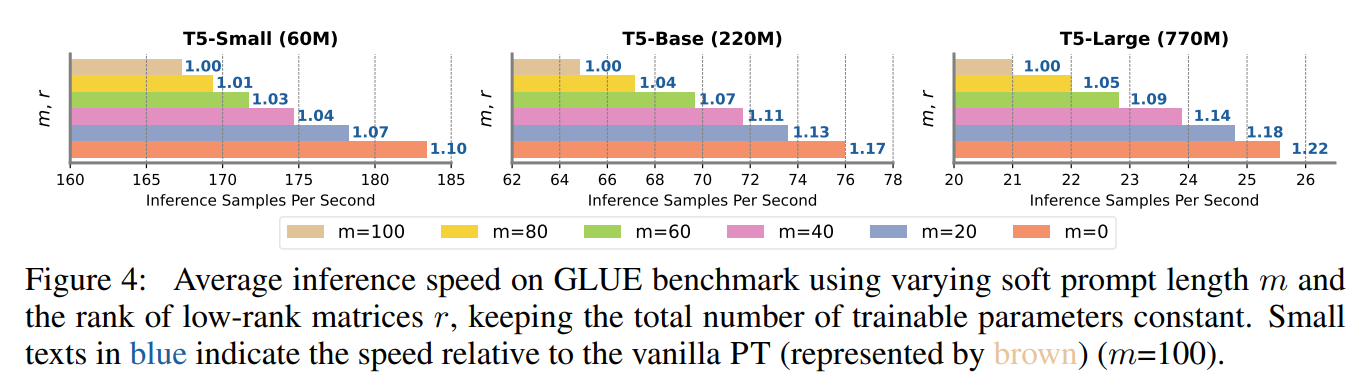 T5-Small (60M) T5-Base (220M) T5-Large (770M)
m, r
1.00
1.01
1.03
1.04
1.07
1.10
160 165 170 175 180 185
Inference Samples Per Second
m, r
1.00
1.04
1.07
1.11
1.13
1.17
62 64 66 68 70 72 74 76 78
Inference Samples Per Second
m, r
1.00
1.05
1.09
1.14
1.18
1.22
20 21 22 23 24 25 26
Inference Samples Per Second
m=100 m=80 m=60 m=40 m=20 m=0
Figure 4: Average inference speed on GLUE benchmark using varying soft prompt length m and
the rank of low-rank matrices r, keeping the total number of trainable parameters constant. Small
texts in blue indicate the speed relative to the vanilla PT (represented by brown) (m=100).